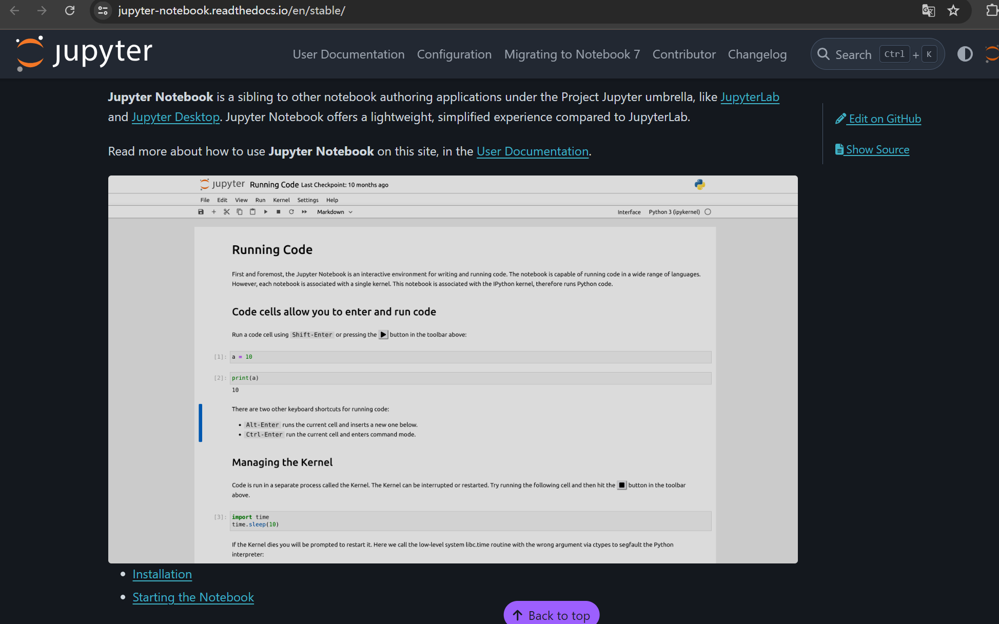 jupyter-notebook.readthedocs.io/en/stable/
jupyter
User Documentation Configuration Migrating to Notebook 7 Contributor Changelog
Search Ctrl + K
Jupyter Notebook is a sibling to other notebook authoring applications under the Project Jupyter umbrella, like JupyterLab
and Jupyter Desktop. Jupyter Notebook offers a lightweight, simplified experience compared to JupyterLab.
Edit on GitHub
Read more about how to use Jupyter Notebook on this site, in the User Documentation.
Show Source
jupyter Running Code Last Checkpoint: 10 months ago
File Edit View Run Kernel Settings Help
Markdown Interface Python 3 (ipykernel)
Running Code
First and foremost, the Jupyter Notebook is an interactive environment for writing and running code. The notebook is capable of running code in a wide range of languages.
However, each notebook is associated with a single kernel. This notebook is associated with the IPython kernel, therefore runs Python code.
Code cells allow you to enter and run code
Run a code cell using Shift-Enter or pressing the button in the toolbar above:
[1]: a = 10
[2]: print(a)
10
There are two other keyboard shortcuts for running code:
• Alt-Enter runs the current cell and inserts a new one below.
• Ctrl-Enter run the current cell and enters command mode.
Managing the Kernel
Code is run in a separate process called the Kernel. The Kernel can be interrupted or restarted. Try running the following cell and then hit the button in the toolbar
above.
[3]: import time
time.sleep(10)
If the Kernel dies you will be prompted to restart it. Here we call the low-level system libc.time routine with the wrong argument via ctypes to segfault the Python
interpreter:
• Installation
• Starting the Notebook
Back to top